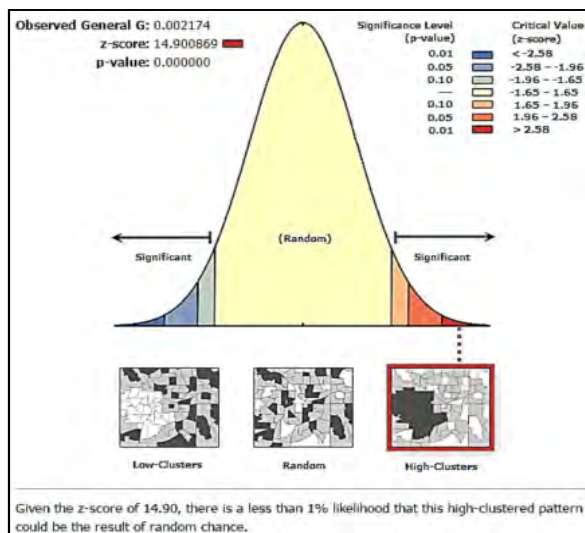 Observed General G: 0.002174
z-score: 14.900869
p-value: 0.000000
Significance Level
(p-value)
Critical Value
(z-score)
0.01 < -2.58
0.05 -2.58 – -1.96
0.10 -1.96 – -1.65
— -1.65 – 1.65
0.10 1.65 – 1.96
0.05 1.96 – 2.58
0.01 > 2.58
(Random)
Significant
Significant
Low-Clusters
Random
High-Clusters
Given the z-score of 14.90, there is a less than 1% likelihood that this high-clustered pattern
could be the result of random chance.